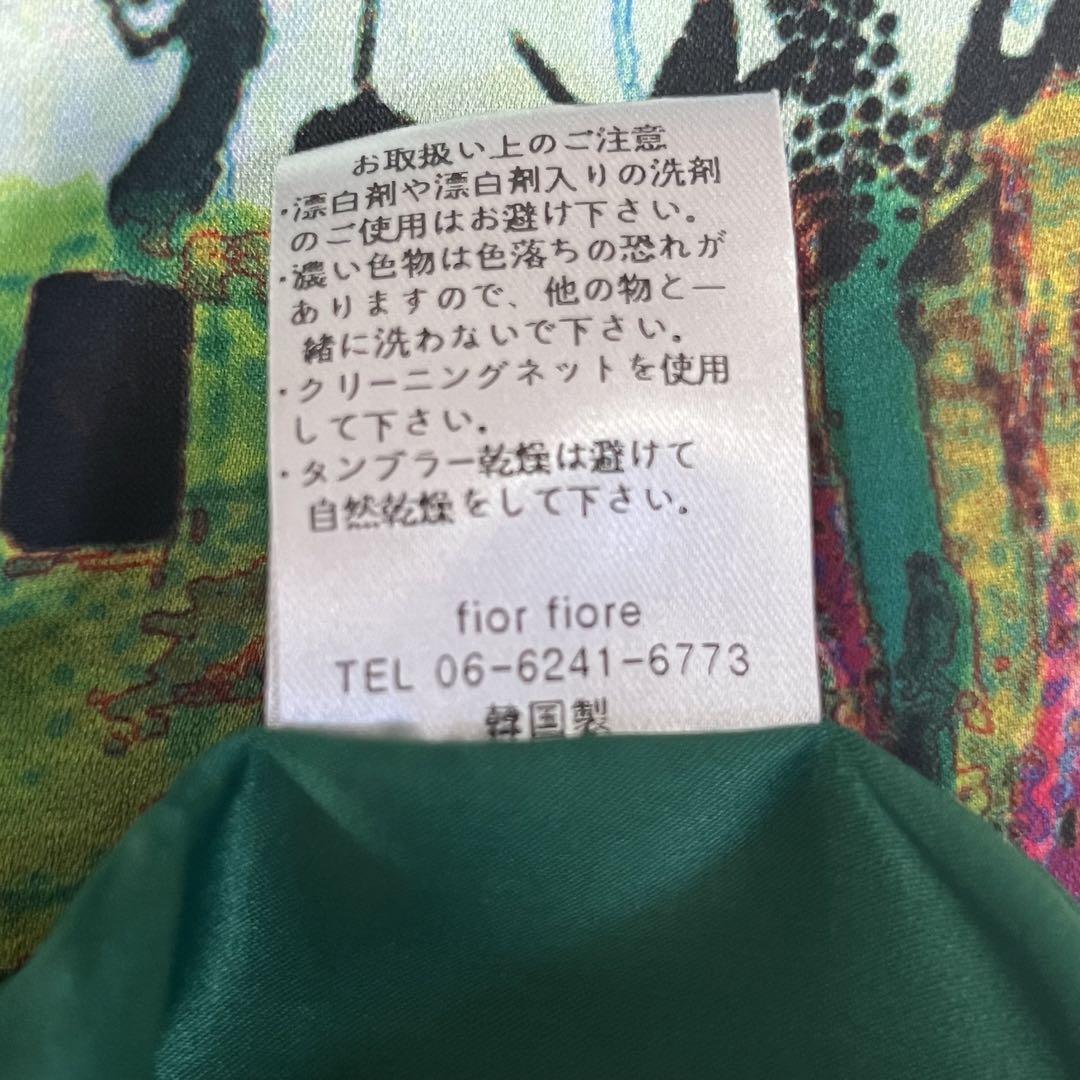 お取扱い上のご注意
・漂白剤や漂白剤入りの洗剤
のご使用はお避け下さい。
・濃い色物は色落ちの恐れが
ありますので、他の物と一
緒に洗わないで下さい。
・クリーニングネットを使用
して下さい。
・タンブラー乾燥は避けて
自然乾燥をして下さい。
fior fiore
TEL 06-6241-6773
韓国製